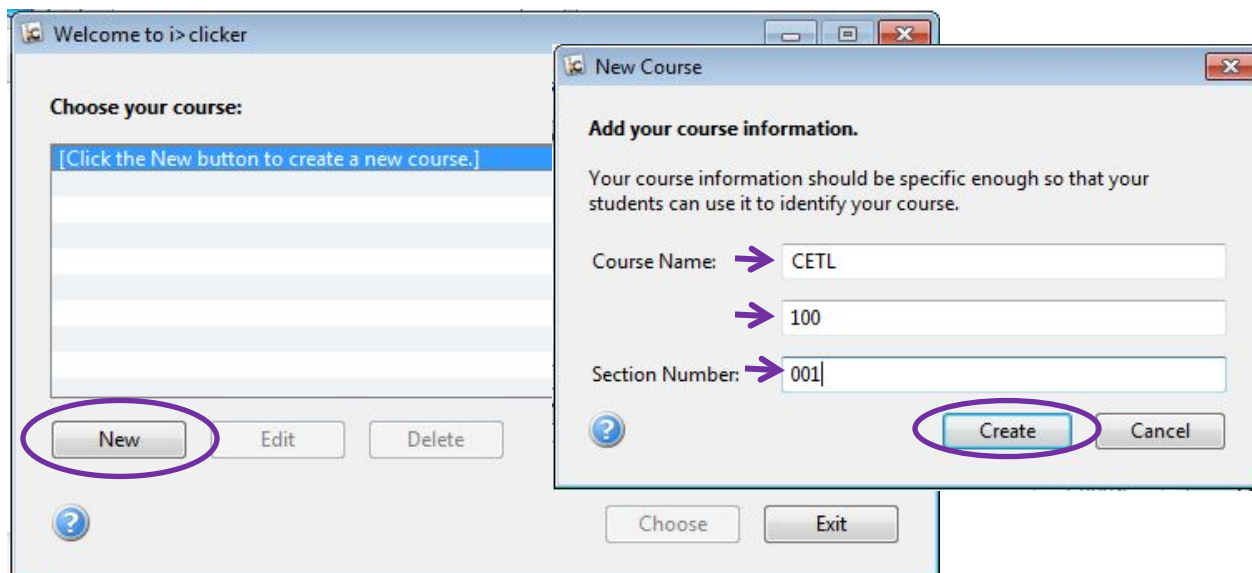 Welcome to i>clicker
Choose your course:
[Click the New button to create a new course.]
New
Edit
Delete
Choose
Exit
New Course
Add your course information.
Your course information should be specific enough so that your
students can use it to identify your course.
Course Name:
CETL
100
Section Number:
001
Create
Cancel